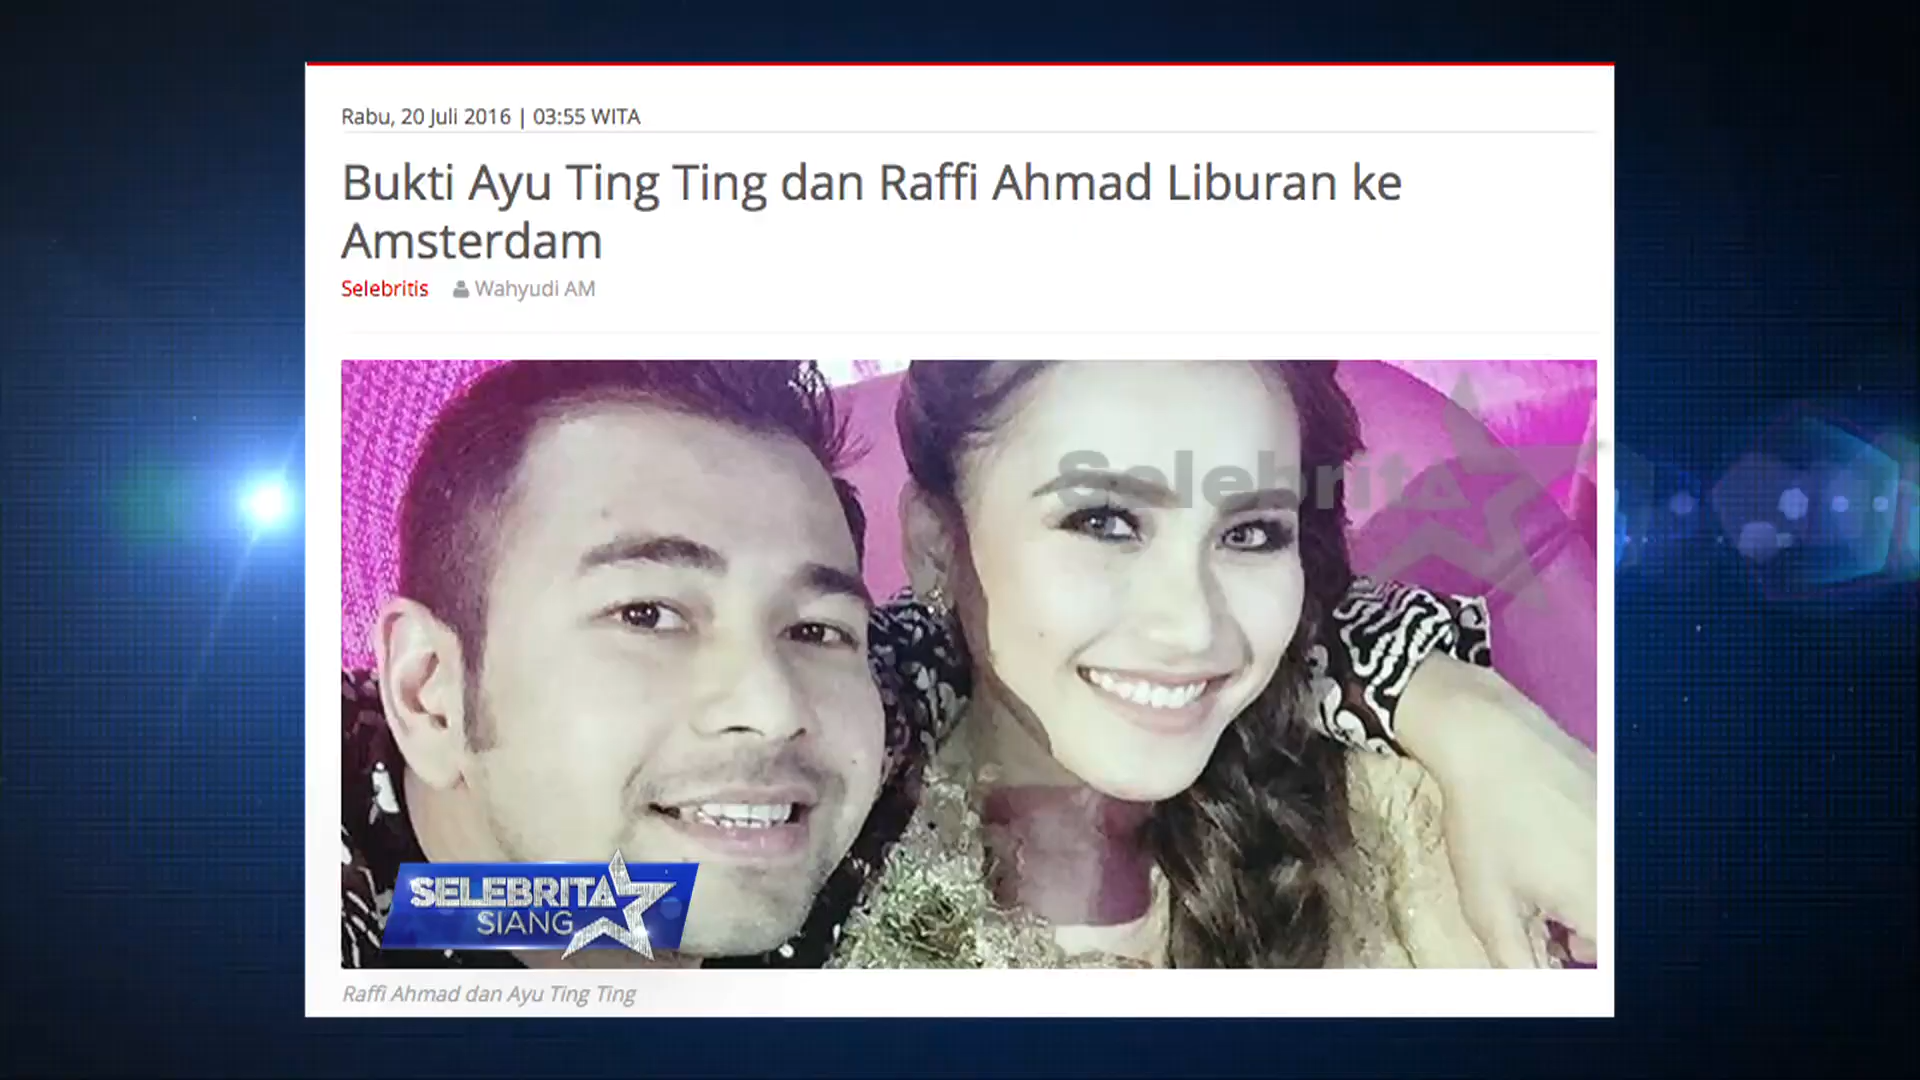 Rabu, 20 Juli 2016 | 03:55 WITA
Bukti Ayu Ting Ting dan Raffi Ahmad Liburan ke
Amsterdam
Selebritis Wahyudi AM
Selebrita
SELEBRITA
SIANG
Raffi Ahmad dan Ayu Ting Ting